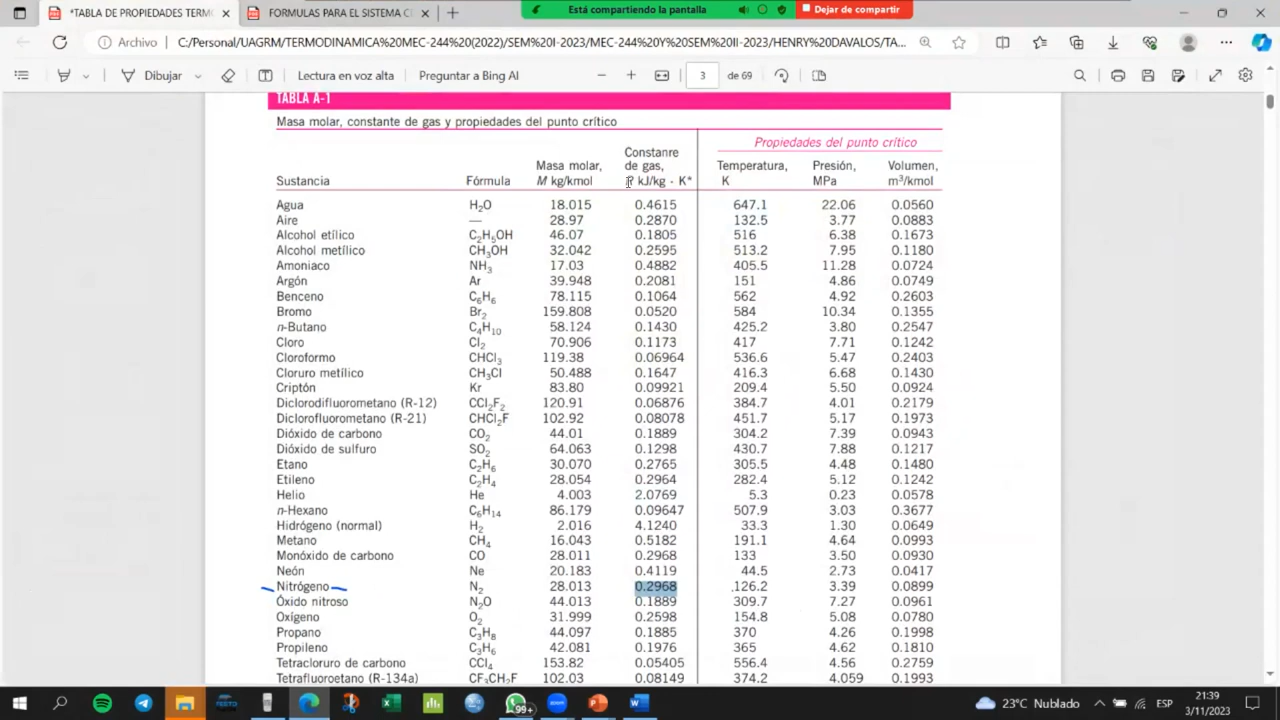 *TABLA DE PROPIEDADES TERM
FORMULAS PARA EL SISTEMA C
Está compartiendo la pantalla
Dejar de compartir
Archivo
C:/Personal/UAGRM/TERMODINAMICA%20MEC-244%20(2022)/SEM%20I-2023/MEC-244%20Y%20SEM%20II-2023/HENRY%20DAVALOS/TA...
Dibujar
Lectura en voz alta
Preguntar a Bing AI
3 de 69
TABLA A-1
Masa molar, constante de gas y propiedades del punto crítico
Propiedades del punto crítico
Sustancia Fórmula Masa molar, M kg/kmol Constanre de gas, R kJ/kg · K* Temperatura, K Presión, MPa Volumen, m³/kmol
Agua H₂O 18.015 0.4615 647.1 22.06 0.0560
Aire — 28.97 0.2870 132.5 3.77 0.0883
Alcohol etílico C₂H₅OH 46.07 0.1805 516 6.38 0.1673
Alcohol metílico CH₃OH 32.042 0.2595 513.2 7.95 0.1180
Amoniaco NH₃ 17.03 0.4882 405.5 11.28 0.0724
Argón Ar 39.948 0.2081 151 4.86 0.0749
Benceno C₆H₆ 78.115 0.1064 562 4.92 0.2603
Bromo Br₂ 159.808 0.0520 584 10.34 0.1355
n-Butano C₄H₁₀ 58.124 0.1430 425.2 3.80 0.2547
Cloro Cl₂ 70.906 0.1173 417 7.71 0.1242
Cloroformo CHCl₃ 119.38 0.06964 536.6 5.47 0.2403
Cloruro metílico CH₃Cl 50.488 0.1647 416.3 6.68 0.1430
Criptón Kr 83.80 0.09921 209.4 5.50 0.0924
Diclorodifluorometano (R-12) CCl₂F₂ 120.91 0.06876 384.7 4.01 0.2179
Diclorofluorometano (R-21) CHCl₂F 102.92 0.08078 451.7 5.17 0.1973
Dióxido de carbono CO₂ 44.01 0.1889 304.2 7.39 0.0943
Dióxido de sulfuro SO₂ 64.063 0.1298 430.7 7.88 0.1217
Etano C₂H₆ 30.070 0.2765 305.5 4.48 0.1480
Etileno C₂H₄ 28.054 0.2964 282.4 5.12 0.1242
Helio He 4.003 2.0769 5.3 0.23 0.0578
n-Hexano C₆H₁₄ 86.179 0.09647 507.9 3.03 0.3677
Hidrógeno (normal) H₂ 2.016 4.1240 33.3 1.30 0.0649
Metano CH₄ 16.043 0.5182 191.1 4.64 0.0993
Monóxido de carbono CO 28.011 0.2968 133 3.50 0.0930
Neón Ne 20.183 0.4119 44.5 2.73 0.0417
Nitrógeno N₂ 28.013 0.2968 126.2 3.39 0.0899
Óxido nitroso N₂O 44.013 0.1889 309.7 7.27 0.0961
Oxígeno O₂ 31.999 0.2598 154.8 5.08 0.0780
Propano C₃H₈ 44.097 0.1885 370 4.26 0.1998
Propileno C₃H₆ 42.081 0.1976 365 4.62 0.1810
Tetracloruro de carbono CCl₄ 153.82 0.05405 556.4 4.56 0.2759
Tetrafluoretano (R-134a) CF₃CH₂F 102.03 0.08149 374.2 4.059 0.1993
99+
23°C Nublado
ESP
21:39
3/11/2023